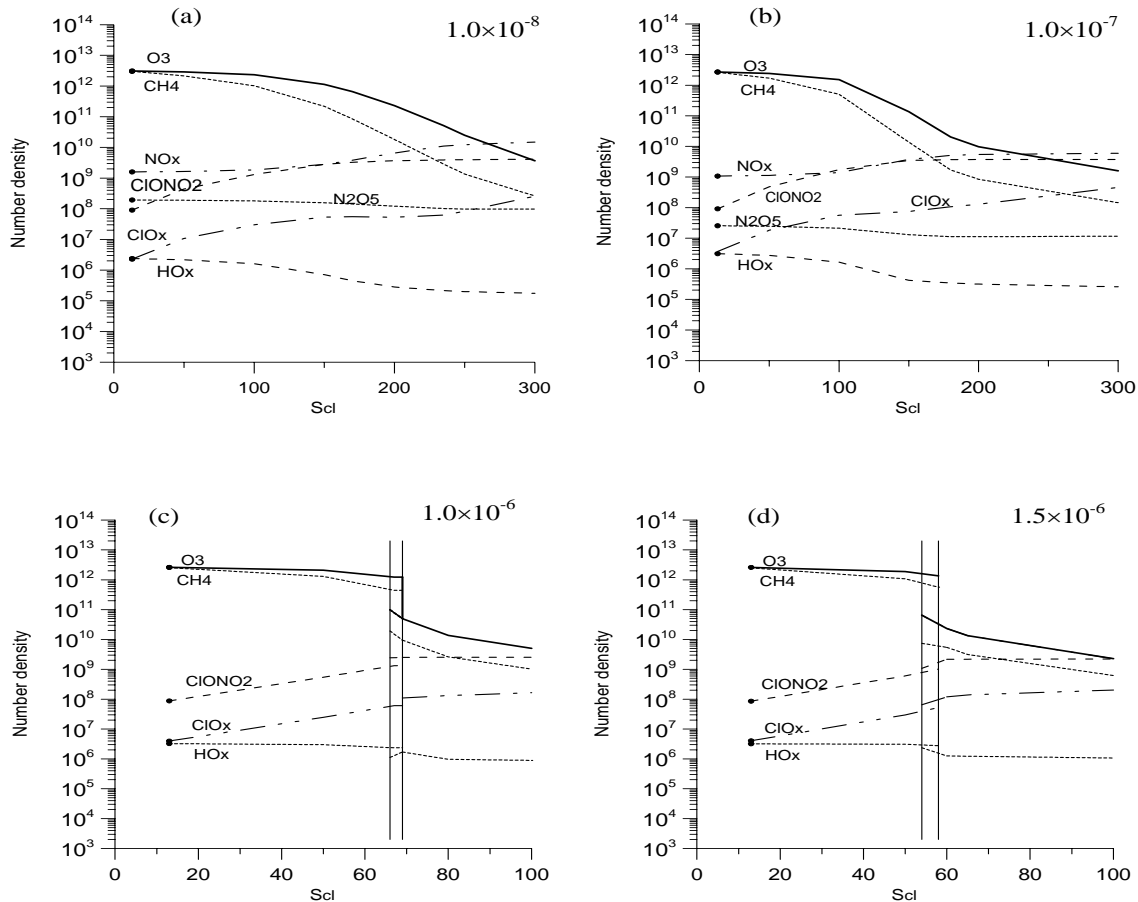 (a) 1.0×10⁻⁸
10¹⁴
10¹³
10¹²
10¹¹
10¹⁰
10⁹
10⁸
10⁷
10⁶
10⁵
10⁴
10³
Number density
O3
CH4
NOx
ClONO2
N2O5
ClOx
HOx
0 100 200 300
Scl
(b) 1.0×10⁻⁷
10¹⁴
10¹³
10¹²
10¹¹
10¹⁰
10⁹
10⁸
10⁷
10⁶
10⁵
10⁴
10³
Number density
O3
CH4
NOx
ClONO2
ClOx
N2O5
HOx
0 100 200 300
Scl
(c) 1.0×10⁻⁶
10¹⁴
10¹³
10¹²
10¹¹
10¹⁰
10⁹
10⁸
10⁷
10⁶
10⁵
10⁴
10³
Number density
O3
CH4
ClONO2
ClOx
HOx
0 20 40 60 80 100
Scl
(d) 1.5×10⁻⁶
10¹⁴
10¹³
10¹²
10¹¹
10¹⁰
10⁹
10⁸
10⁷
10⁶
10⁵
10⁴
10³
Number density
O3
CH4
ClONO2
ClOx
HOx
0 20 40 60 80 100
Scl